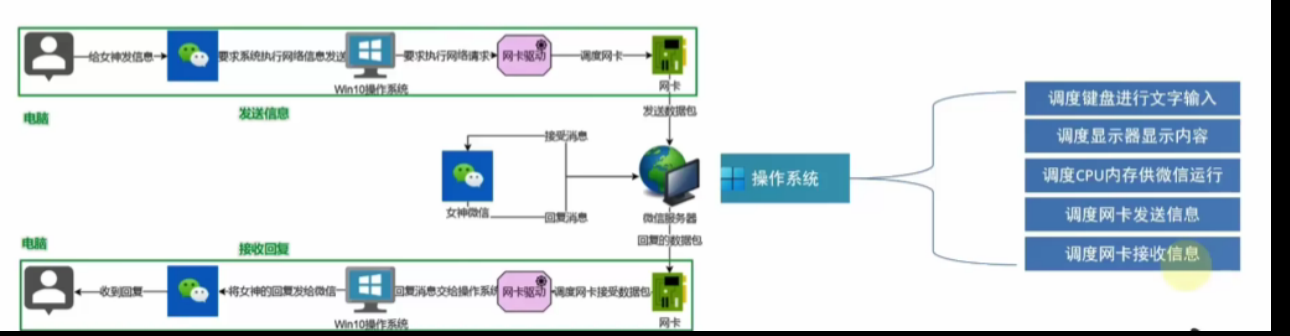 给女神发信息
要求系统执行网络信息发送
要求执行网络请求
网卡驱动
调度网卡
Win10操作系统
网卡
电脑
发送信息
发送数据包
接受消息
女神微信
回复消息
微信服务器
回复的数据包
电脑
接收回复
收到回复
将女神的回复发给微信
回复消息交给操作系统
网卡驱动
调度网卡接受数据包
Win10操作系统
网卡
操作系统
调度键盘进行文字输入
调度显示器显示内容
调度CPU内存供微信运行
调度网卡发送信息
调度网卡接收信息